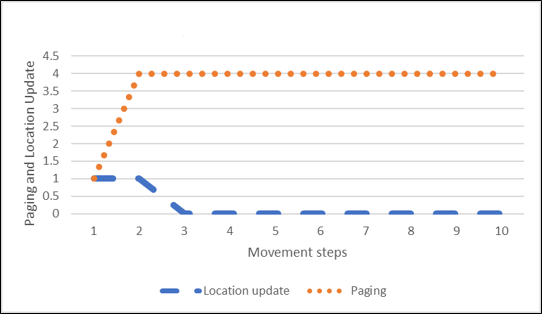 Paging and Location Update
4.5
4
3.5
3
2.5
2
1.5
1
0.5
0
1 2 3 4 5 6 7 8 9 10
Movement steps
Location update Paging